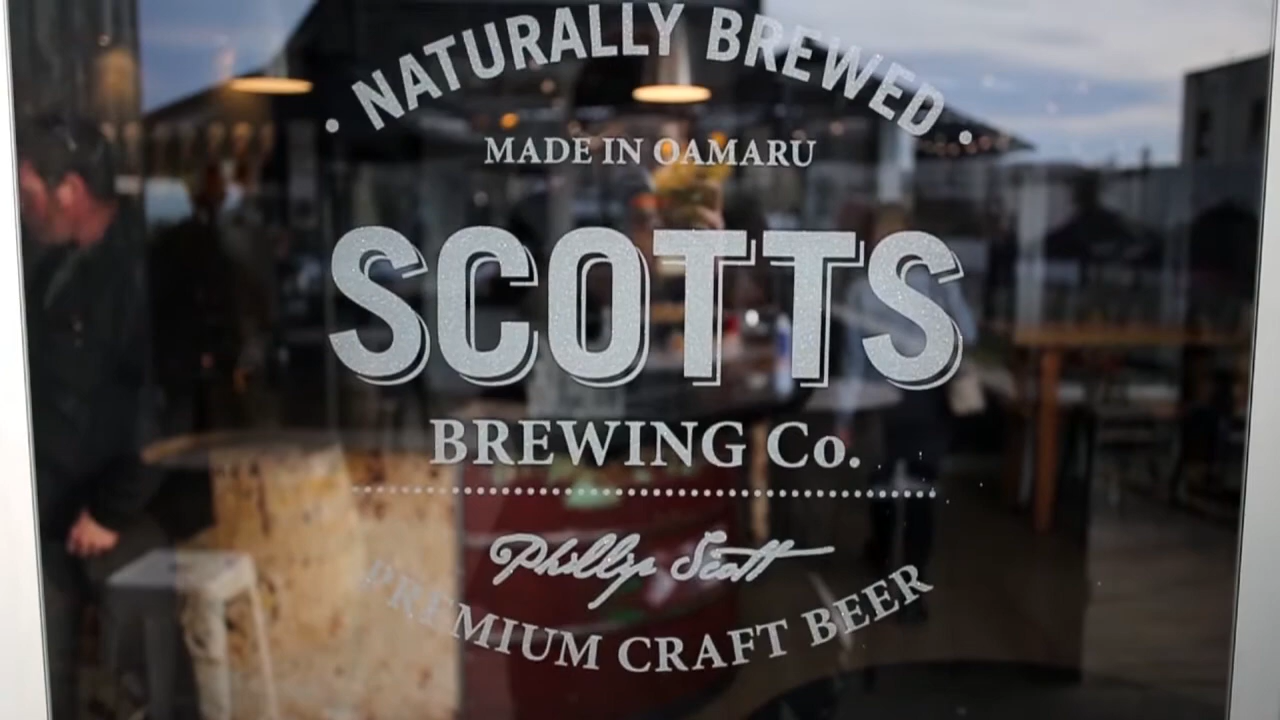 • NATURALLY BREWED •
MADE IN OAMARU
SCOTTS
BREWING Co.
Phillip Scott
PREMIUM CRAFT BEER